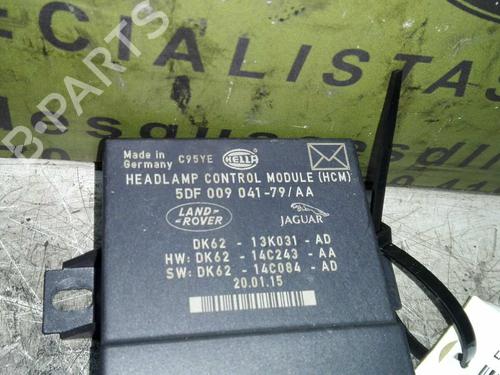 ESPECIALISTAS
B-PARTS
Made in
Germany C95YE HELLA
HEADLAMP CONTROL MODULE (HCM)
5DF 009 041-79/AA
LAND-
ROVER
JAGUAR
DK62 - 13K031 - AD
HW: DK62 - 14C243 - AA
SW: DK62 - 14C084 - AD
20.01.15